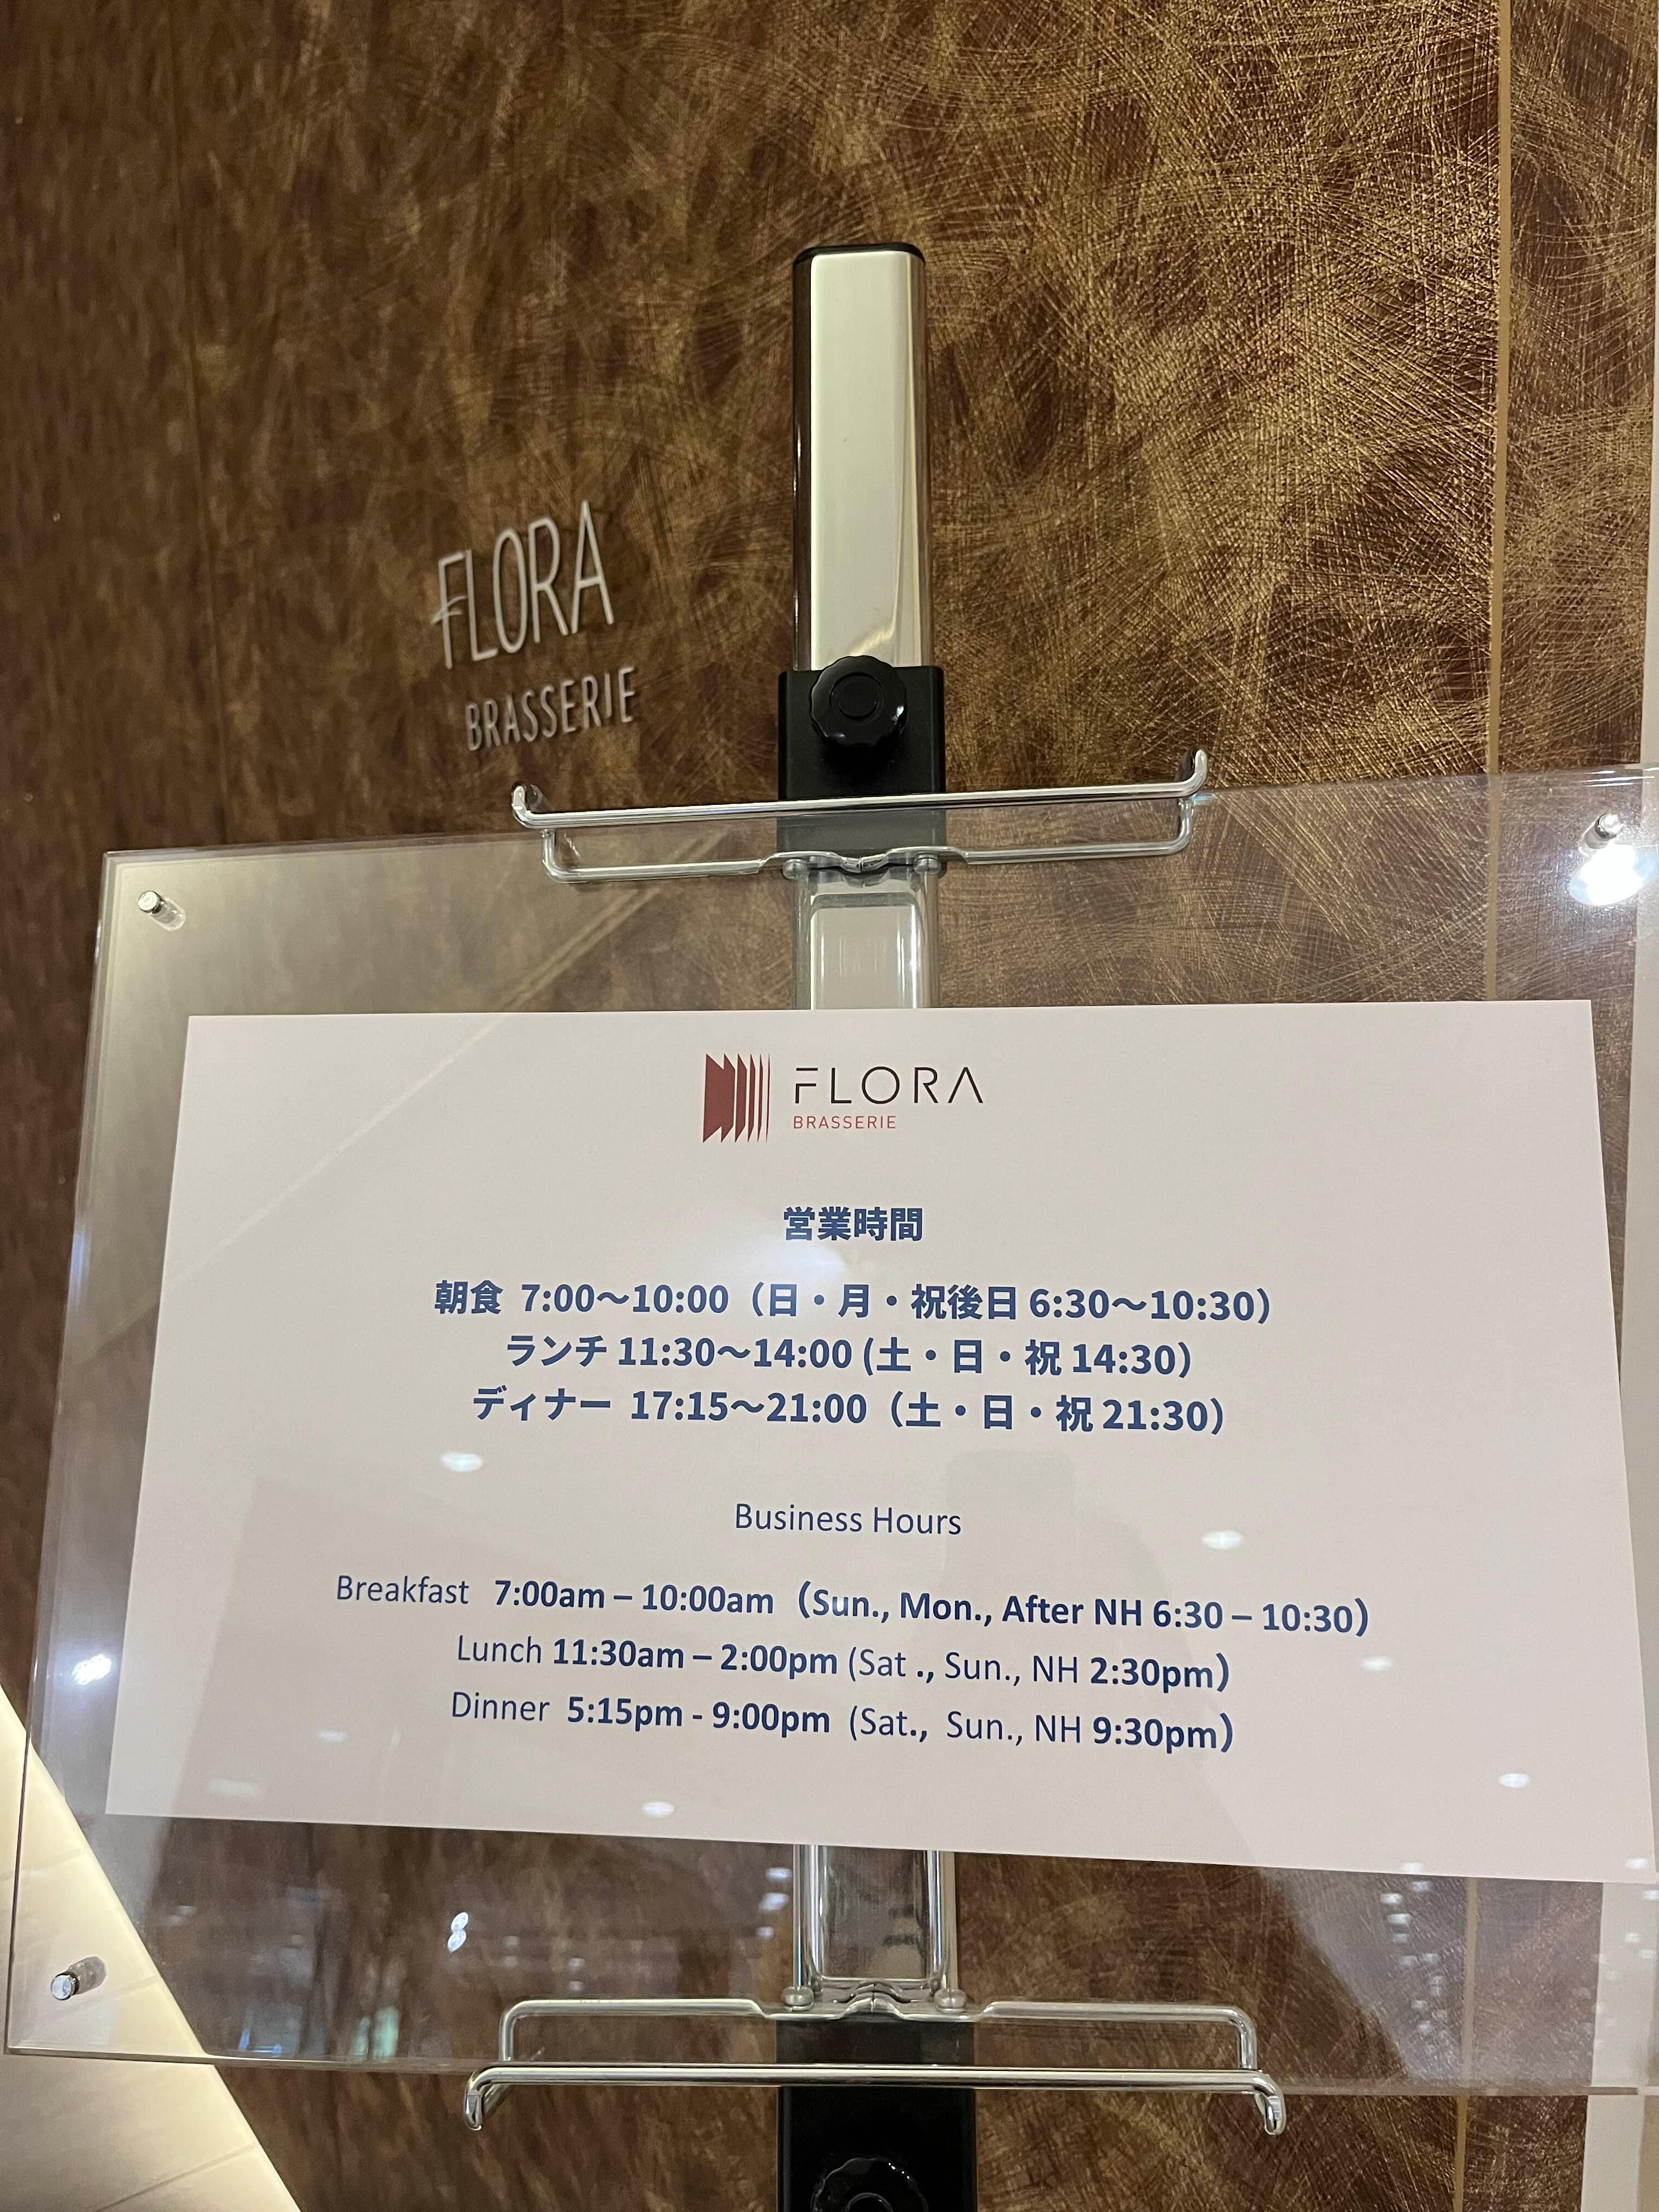 FLORA
BRASSERIE
FLORA
BRASSERIE
営業時間
朝食 7:00～10:00（日・月・祝後日 6:30～10:30）
ランチ 11:30～14:00 (土・日・祝 14:30）
ディナー 17:15～21:00（土・日・祝 21:30）
Business Hours
Breakfast 7:00am – 10:00am（Sun., Mon., After NH 6:30 – 10:30）
Lunch 11:30am – 2:00pm (Sat ., Sun., NH 2:30pm）
Dinner 5:15pm - 9:00pm (Sat., Sun., NH 9:30pm）